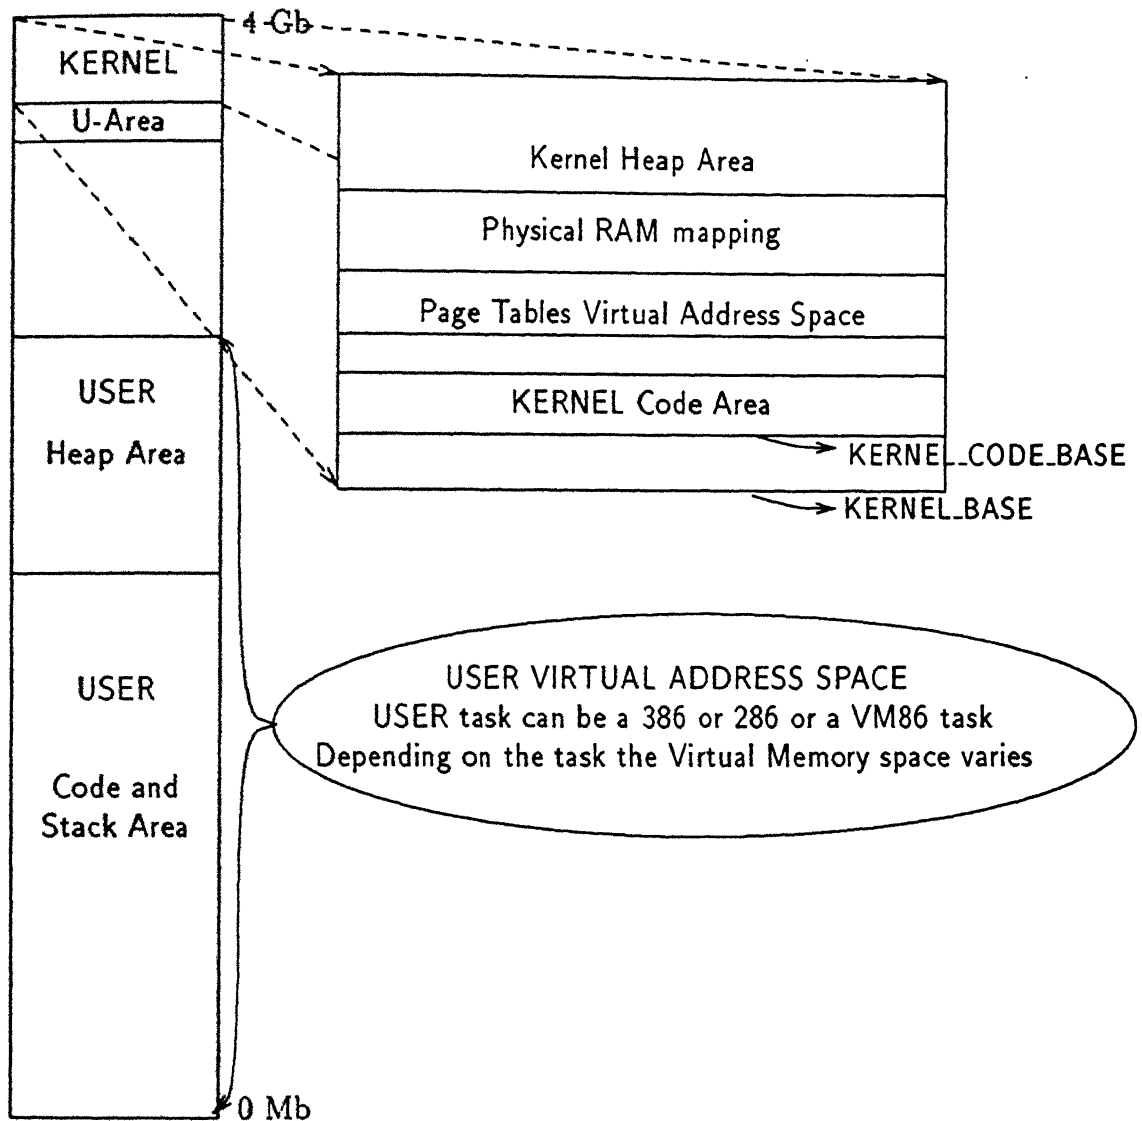 4 Gb
KERNEL
U-Area
Kernel Heap Area
Physical RAM mapping
Page Tables Virtual Address Space
KERNEL Code Area
KERNEL_CODE_BASE
KERNEL_BASE
USER
Heap Area
USER
Code and
Stack Area
USER VIRTUAL ADDRESS SPACE
USER task can be a 386 or 286 or a VM86 task
Depending on the task the Virtual Memory space varies
0 Mb